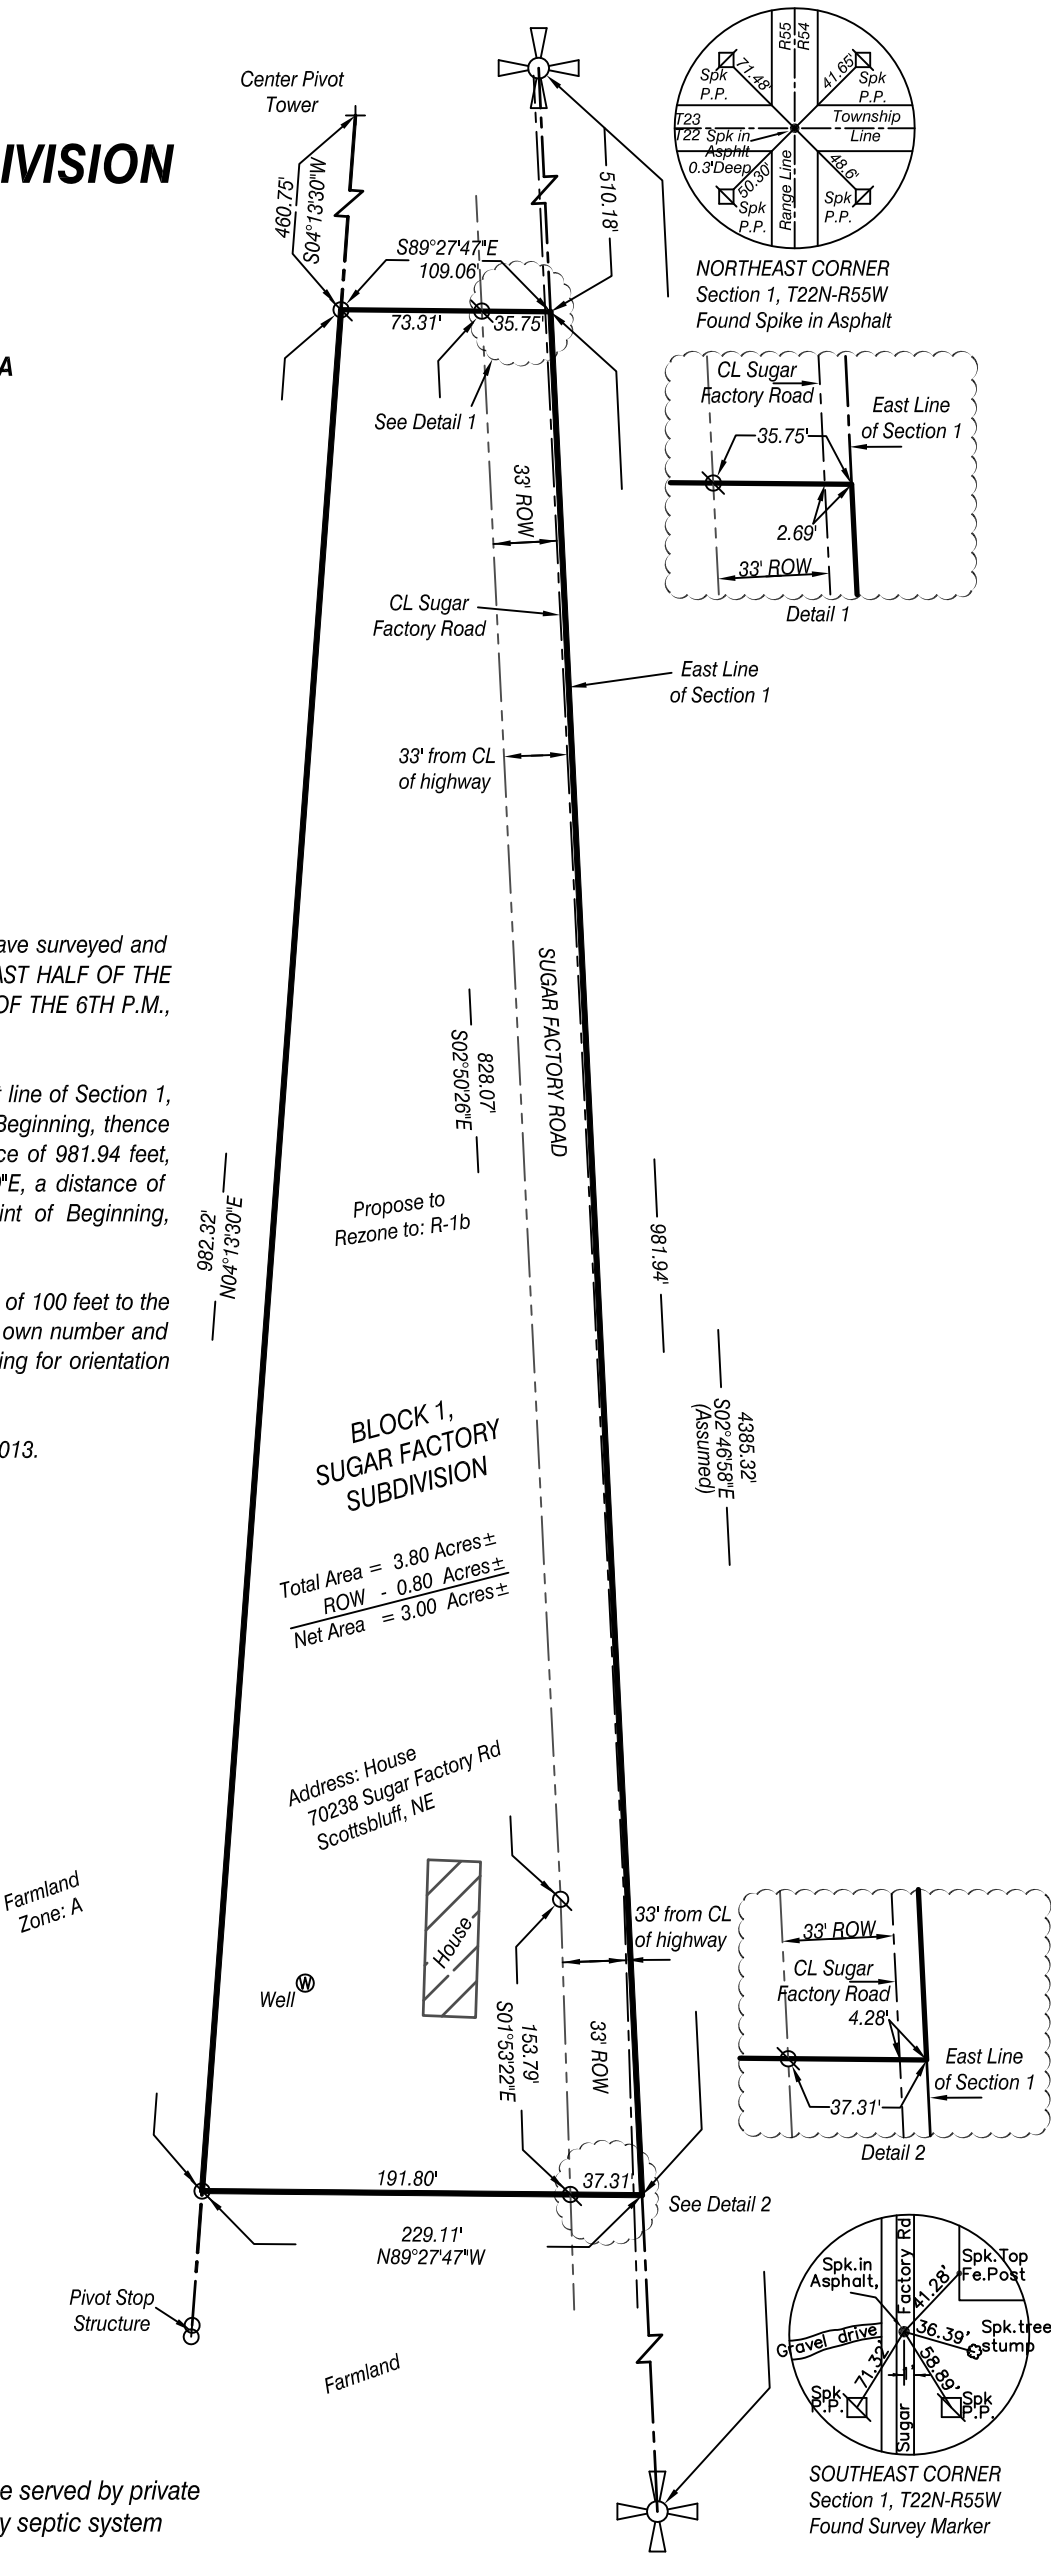 Center Pivot
Tower
R55
R54
71.48'
41.65'
Spk
P.P.
Spk
P.P.
T23
T22
Township
Line
Spk in
Asphlt
0.3'Deep
50.30'
48.6'
Spk
P.P.
Spk
P.P.
Range Line
NORTHEAST CORNER
Section 1, T22N-R55W
Found Spike in Asphalt
IVISION
460.75'
S04°13'30"W
510.18'
S89°27'47"E
109.06'
73.31'
35.75'
See Detail 1
A
CL Sugar
Factory Road
East Line
of Section 1
35.75'
2.69'
33' ROW
Detail 1
33' ROW
CL Sugar
Factory Road
East Line
of Section 1
33' from CL
of highway
ave surveyed and
AST HALF OF THE
OF THE 6TH P.M.,
SUGAR FACTORY ROAD
828.07'
S02°50'26"E
t line of Section 1,
Beginning, thence
ce of 981.94 feet,
"E, a distance of
int of Beginning,
982.32'
N04°13'30"E
Propose to
Rezone to: R-1b
981.94'
of 100 feet to the
own number and
ing for orientation
013.
4385.32'
S02°46'58"E
(Assumed)
BLOCK 1,
SUGAR FACTORY
SUBDIVISION
Total Area = 3.80 Acres±
ROW - 0.80 Acres±
Net Area = 3.00 Acres±
Address: House
70238 Sugar Factory Rd
Scottsbluff, NE
Farmland
Zone: A
House
Well
W
33' from CL
of highway
153.79'
S01°53'22"E
33' ROW
33' ROW
CL Sugar
Factory Road
4.28'
East Line
of Section 1
37.31'
Detail 2
191.80'
37.31'
See Detail 2
229.11'
N89°27'47"W
Pivot Stop
Structure
Farmland
Spk.in
Asphalt,
Factory Rd
41.28'
Spk.Top
Fe.Post
Gravel drive
36.39'
Spk.tree
stump
71.32'
1'
58.89'
Spk
P.P.
Spk
P.P.
Sugar
SOUTHEAST CORNER
Section 1, T22N-R55W
Found Survey Marker
e served by private
y septic system